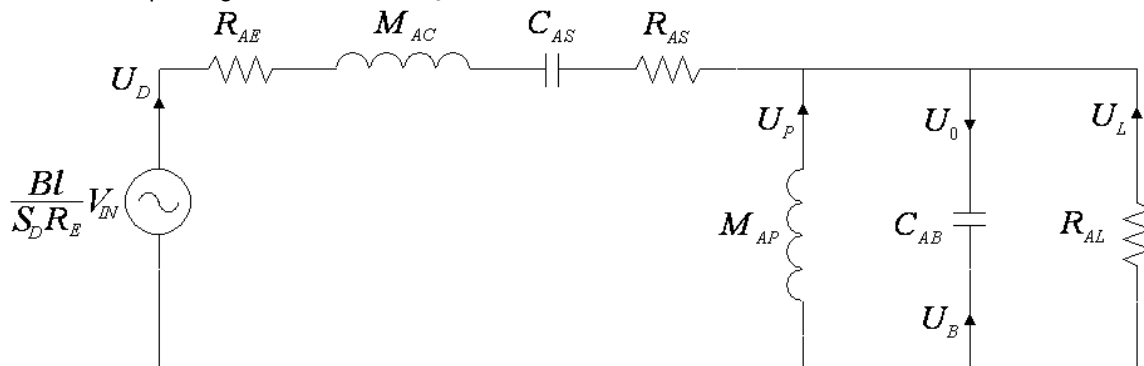 R_AE
M_AC
C_AS
R_AS
U_D
U_P
U_0
U_L
Bl
S_D R_E
V_IN
M_AP
C_AB
R_AL
U_B